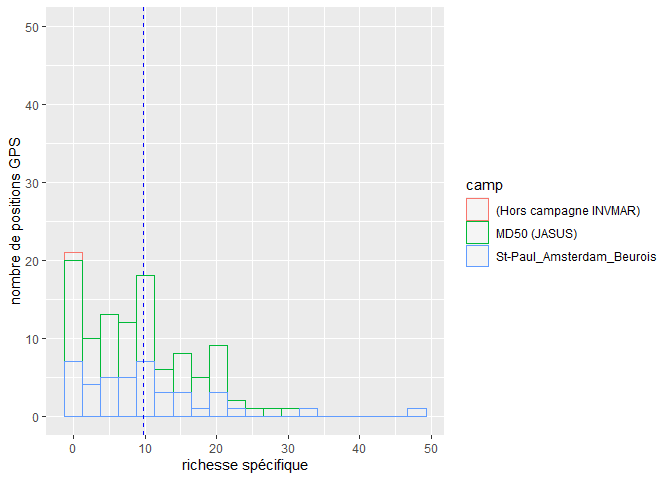 50
40
30
20
10
0
nombre de positions GPS
0 10 20 30 40 50
richesse spécifique
camp
(Hors campagne INVMAR)
MD50 (JASUS)
St-Paul_Amsterdam_Beurois